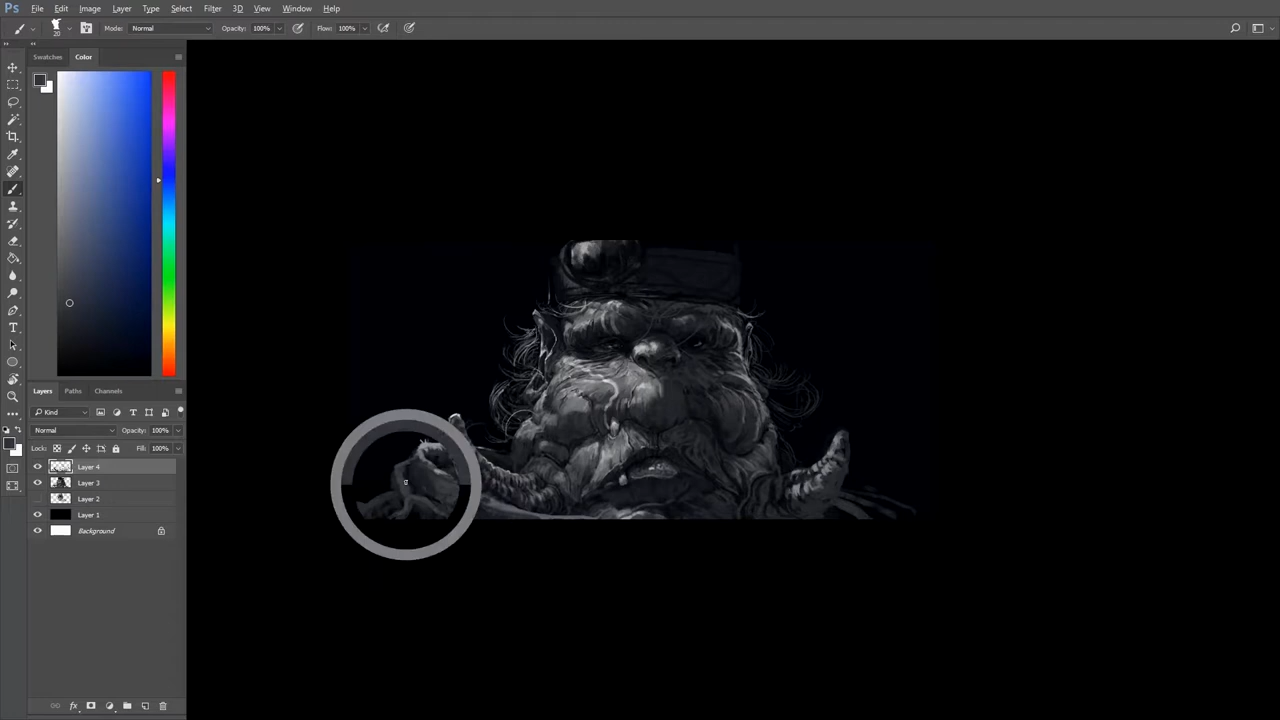 Ps File Edit Image Layer Type Select Filter 3D View Window Help
20 Mode: Normal Opacity: 100% Flow: 100%
Swatches Color
Layers Paths Channels
Kind
Normal Opacity: 100%
Lock: Fill: 100%
Layer 4
Layer 3
Layer 2
Layer 1
Background
fx